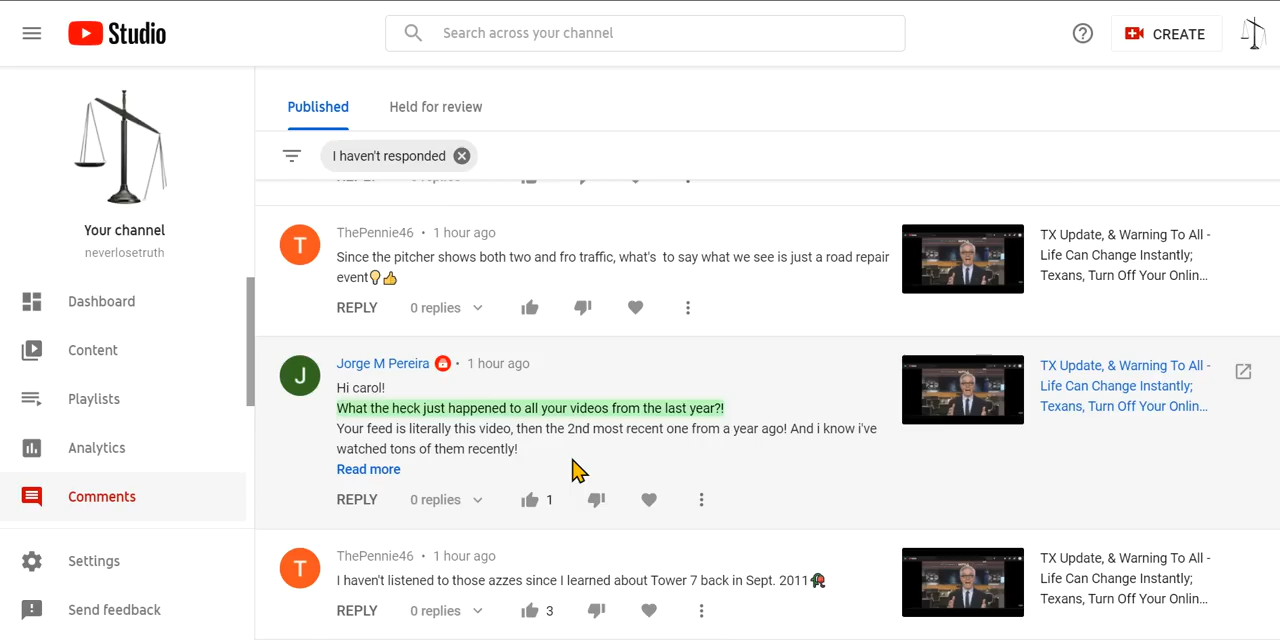 Studio
Search across your channel
CREATE
Your channel
neverlosetruth
Dashboard
Content
Playlists
Analytics
Comments
Settings
Send feedback
Published
Held for review
I haven't responded
ThePennie46 • 1 hour ago
Since the pitcher shows both two and fro traffic, what's to say what we see is just a road repair
event💡👍
REPLY
0 replies
TX Update, & Warning To All -
Life Can Change Instantly;
Texans, Turn Off Your Onlin...
Jorge M Pereira • 1 hour ago
Hi carol!
What the heck just happened to all your videos from the last year?!
Your feed is literally this video, then the 2nd most recent one from a year ago! And i know i've
watched tons of them recently!
Read more
REPLY
0 replies
1
TX Update, & Warning To All -
Life Can Change Instantly;
Texans, Turn Off Your Onlin...
ThePennie46 • 1 hour ago
I haven't listened to those azzes since I learned about Tower 7 back in Sept. 2011
REPLY
0 replies
3
TX Update, & Warning To All -
Life Can Change Instantly;
Texans, Turn Off Your Onlin...